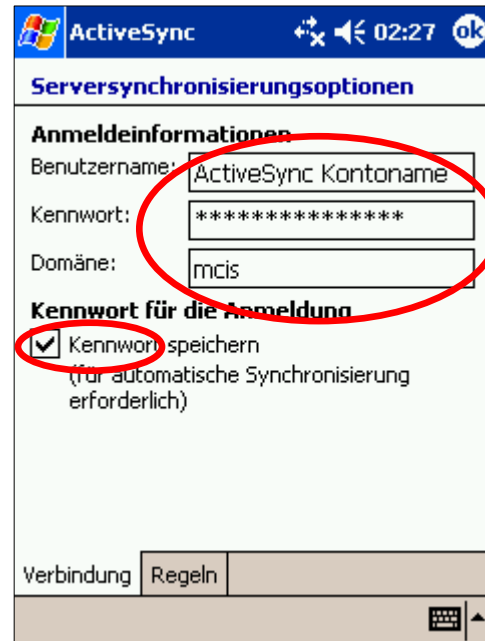 ActiveSync 02:27 ok
Serversynchronisierungsoptionen
Anmeldeinformationen
Benutzername: ActiveSync Kontoname
Kennwort: ***************
Domäne: mcis
Kennwort für die Anmeldung
Kennwort speichern
(für automatische Synchronisierung
erforderlich)
Verbindung Regeln